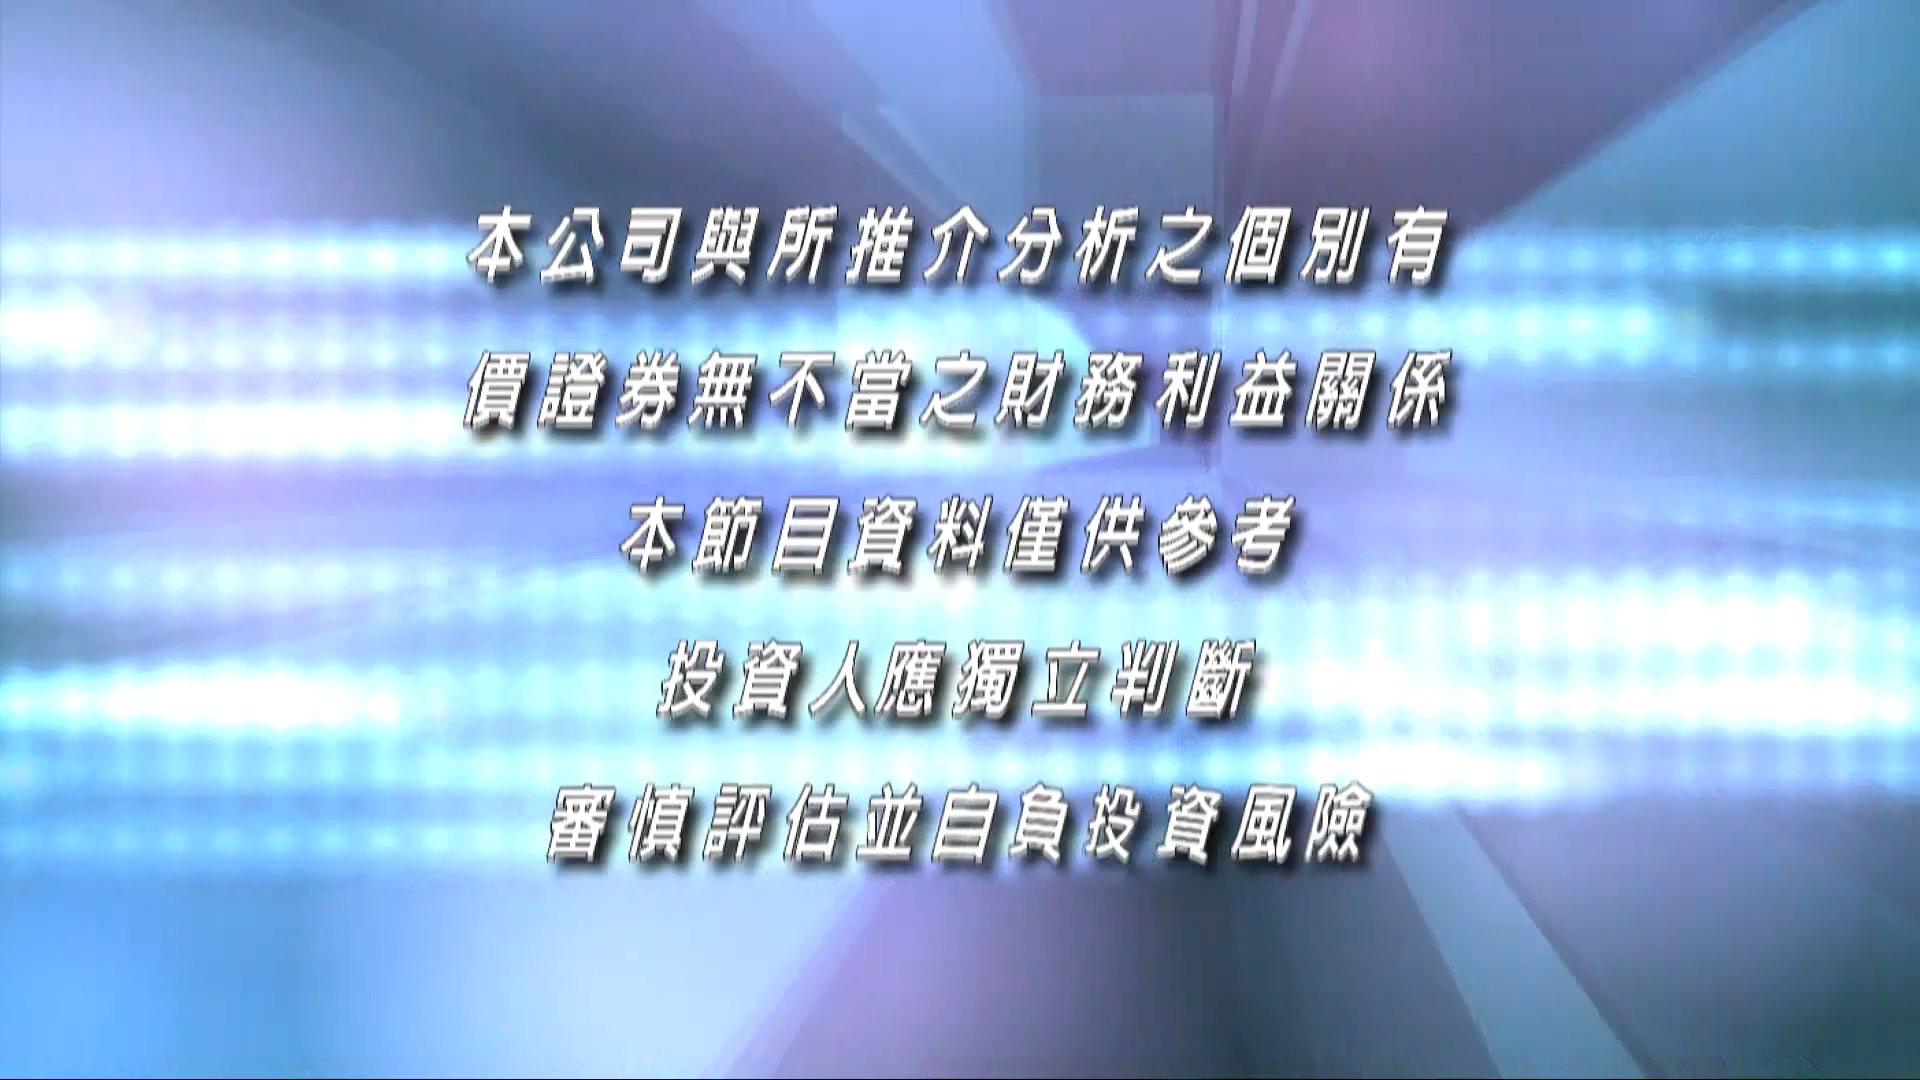 本公司與所推介分析之個別有
價證券無不當之財務利益關係
本節目資料僅供參考
投資人應獨立判斷
審慎評估並自負投資風險